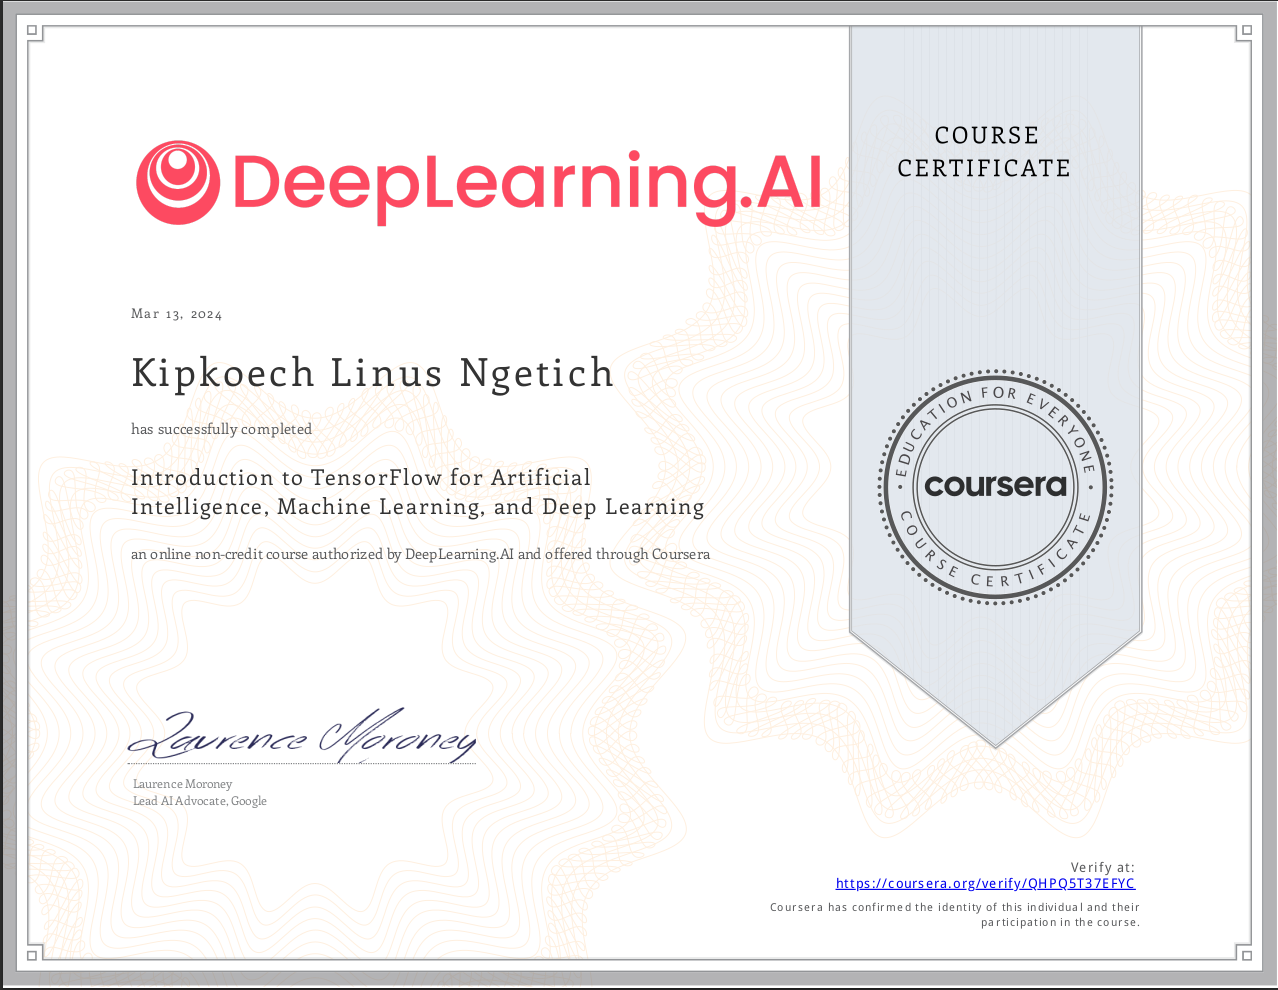 DeepLearning.AI
COURSE
CERTIFICATE
Mar 13, 2024
Kipkoech Linus Ngetich
has successfully completed
Introduction to TensorFlow for Artificial
Intelligence, Machine Learning, and Deep Learning
an online non-credit course authorized by DeepLearning.AI and offered through Coursera
EDUCATION FOR EVERYONE
coursera
COURSE CERTIFICATE
Laurence Moroney
Laurence Moroney
Lead AI Advocate, Google
Verify at:
https://coursera.org/verify/QHPQ5T37EFYC
Coursera has confirmed the identity of this individual and their
participation in the course.